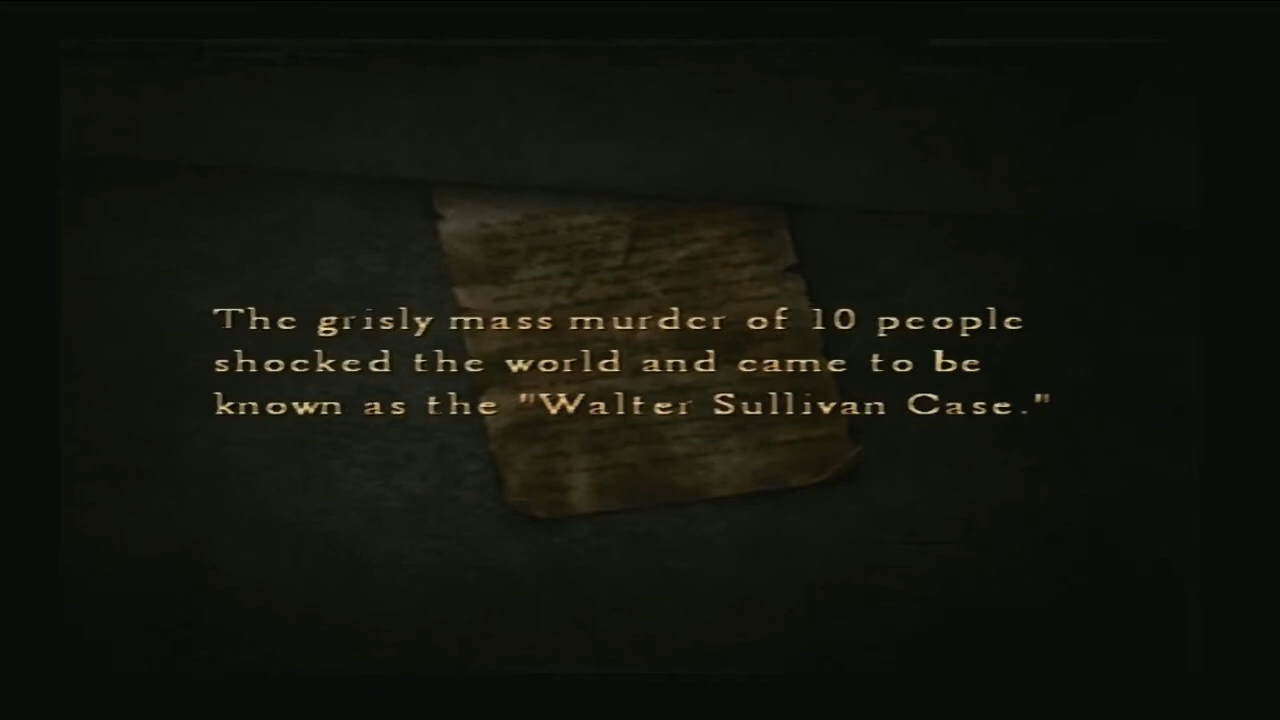 The grisly mass murder of 10 people
shocked the world and came to be
known as the "Walter Sullivan Case."